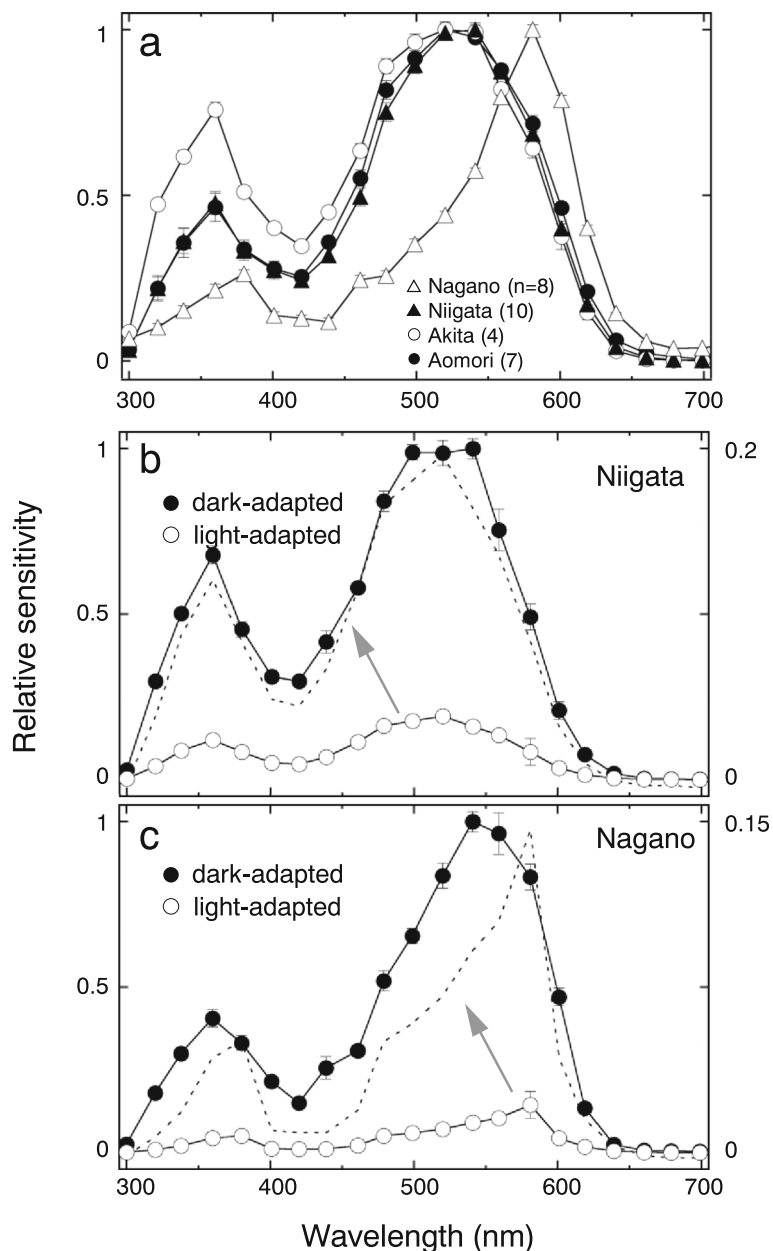 a
1
0.5
0
△ Nagano (n=8)
▲ Niigata (10)
○ Akita (4)
● Aomori (7)
300 400 500 600 700
b
Niigata
1
0.2
● dark-adapted
○ light-adapted
0.5
0
0
c
Nagano
1
0.15
● dark-adapted
○ light-adapted
0.5
0
0
300 400 500 600 700
Relative sensitivity
Wavelength (nm)